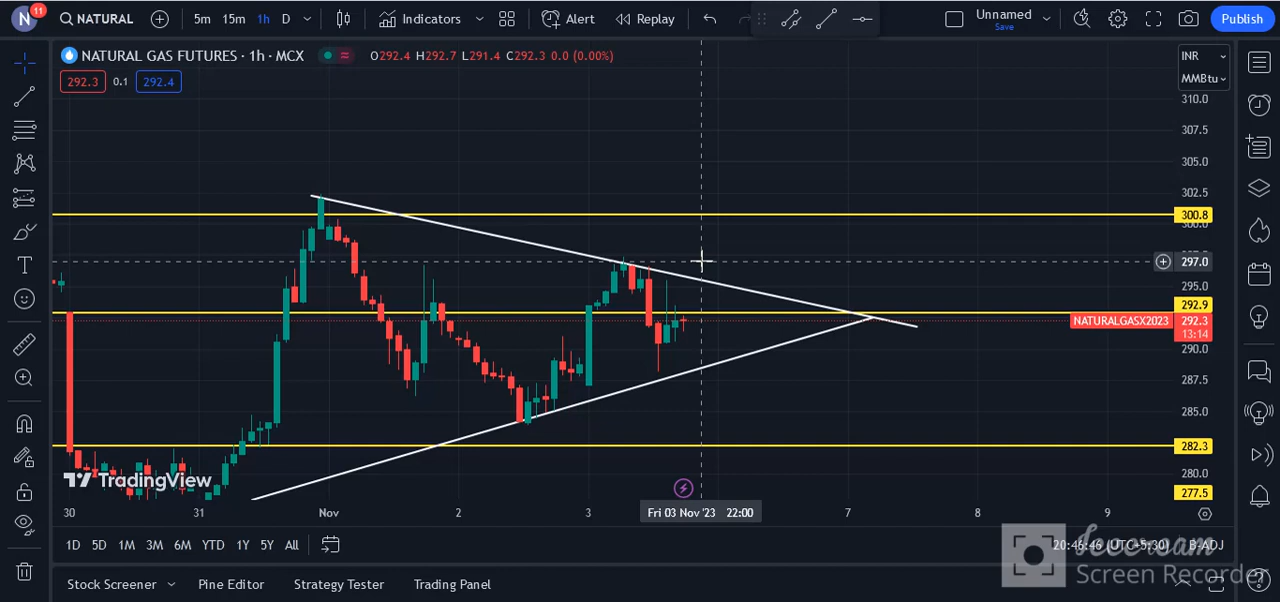 N 11 NATURAL 5m 15m 1h D Indicators Alert Replay Unnamed Save Publish
NATURAL GAS FUTURES · 1h · MCX O292.4 H292.7 L291.4 C292.3 0.0 (0.00%)
INR
MMBtu
292.3 0.1 292.4
310.0
307.5
305.0
302.5
300.8
300.0
297.0
295.0
292.9
NATURALGASX2023 292.3
13:14
290.0
287.5
285.0
282.3
280.0
277.5
TradingView
30 31 Nov 2 3 Fri 03 Nov '23 22:00 7 8 9
1D 5D 1M 3M 6M YTD 1Y 5Y All 20:46:46 (UTC+5:30) B-ADJ
Stock Screener Pine Editor Strategy Tester Trading Panel
Screen Recorder